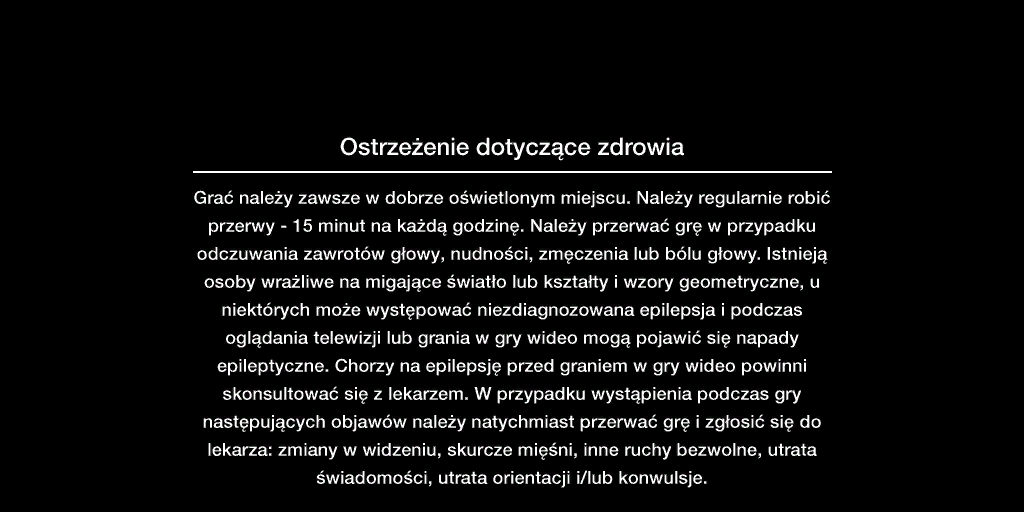 Ostrzeżenie dotyczące zdrowia
Grać należy zawsze w dobrze oświetlonym miejscu. Należy regularnie robić
przerwy - 15 minut na każdą godzinę. Należy przerwać grę w przypadku
odczuwania zawrotów głowy, nudności, zmęczenia lub bólu głowy. Istnieją
osoby wrażliwe na migające światło lub kształty i wzory geometryczne, u
niektórych może występować niezdiagnozowana epilepsja i podczas
oglądania telewizji lub grania w gry wideo mogą pojawić się napady
epileptyczne. Chorzy na epilepsję przed graniem w gry wideo powinni
skonsultować się z lekarzem. W przypadku wystąpienia podczas gry
następujących objawów należy natychmiast przerwać grę i zgłosić się do
lekarza: zmiany w widzeniu, skurcze mięśni, inne ruchy bezwolne, utrata
świadomości, utrata orientacji i/lub konwulsje.